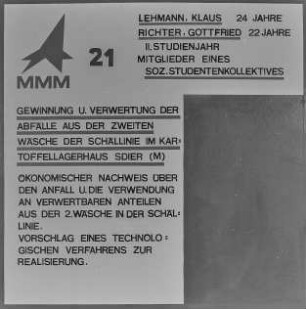 MMM
21
LEHMANN, KLAUS 24 JAHRE
RICHTER, GOTTFRIED 22 JAHRE
II. STUDIENJAHR
MITGLIEDER EINES
SOZ. STUDENTENKOLLEKTIVES
GEWINNUNG U. VERWERTUNG DER
ABFÄLLE AUS DER ZWEITEN
WÄSCHE DER SCHÄLLINIE IM KAR-
TOFFELLAGERHAUS SDIER (M)
ÖKONOMISCHER NACHWEIS ÜBER
DEN ANFALL U. DIE VERWENDUNG
AN VERWERTBAREN ANTEILEN
AUS DER 2. WÄSCHE IN DER SCHÄL=
LINIE.
VORSCHLAG EINES TECHNOLO=
GISCHEN VERFAHRENS ZUR
REALISIERUNG.